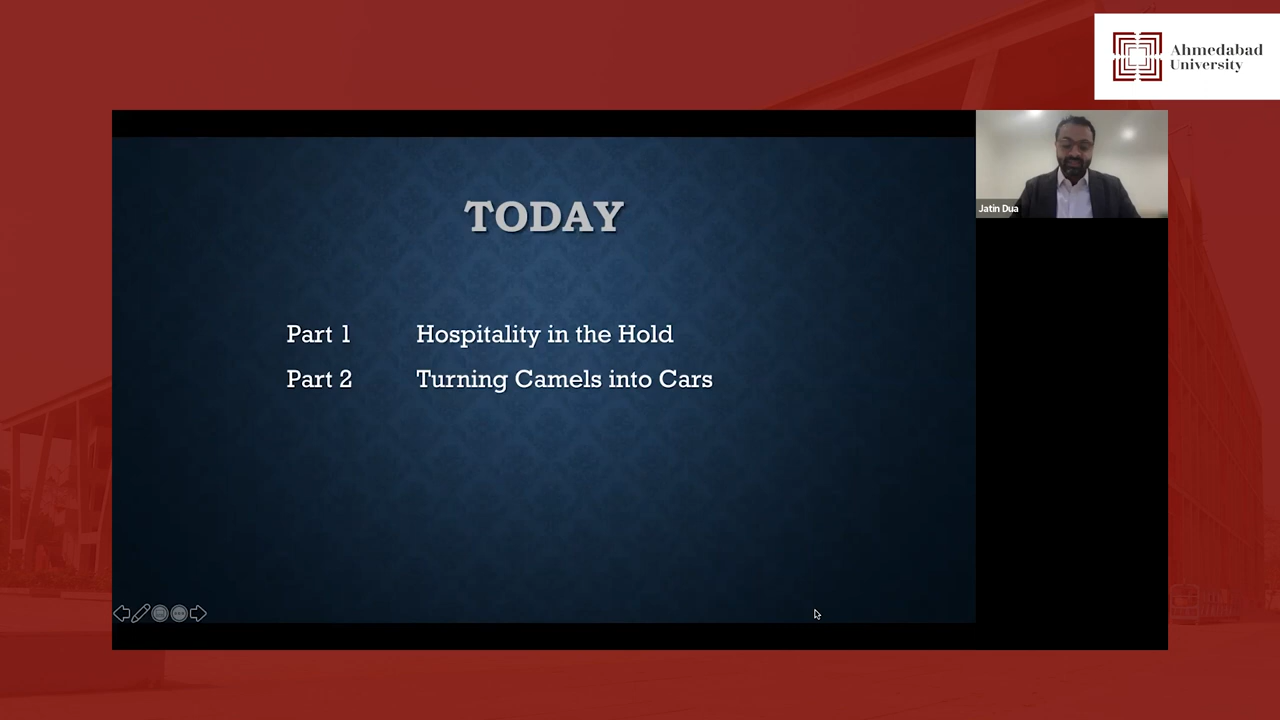 Ahmedabad
University
Jatin Dua
TODAY
Part 1 Hospitality in the Hold
Part 2 Turning Camels into Cars